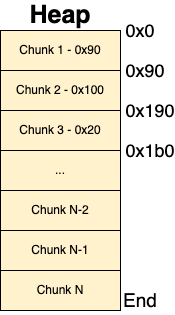 Heap
0x0
Chunk 1 - 0x90
0x90
Chunk 2 - 0x100
0x190
Chunk 3 - 0x20
0x1b0
...
Chunk N-2
Chunk N-1
Chunk N
End